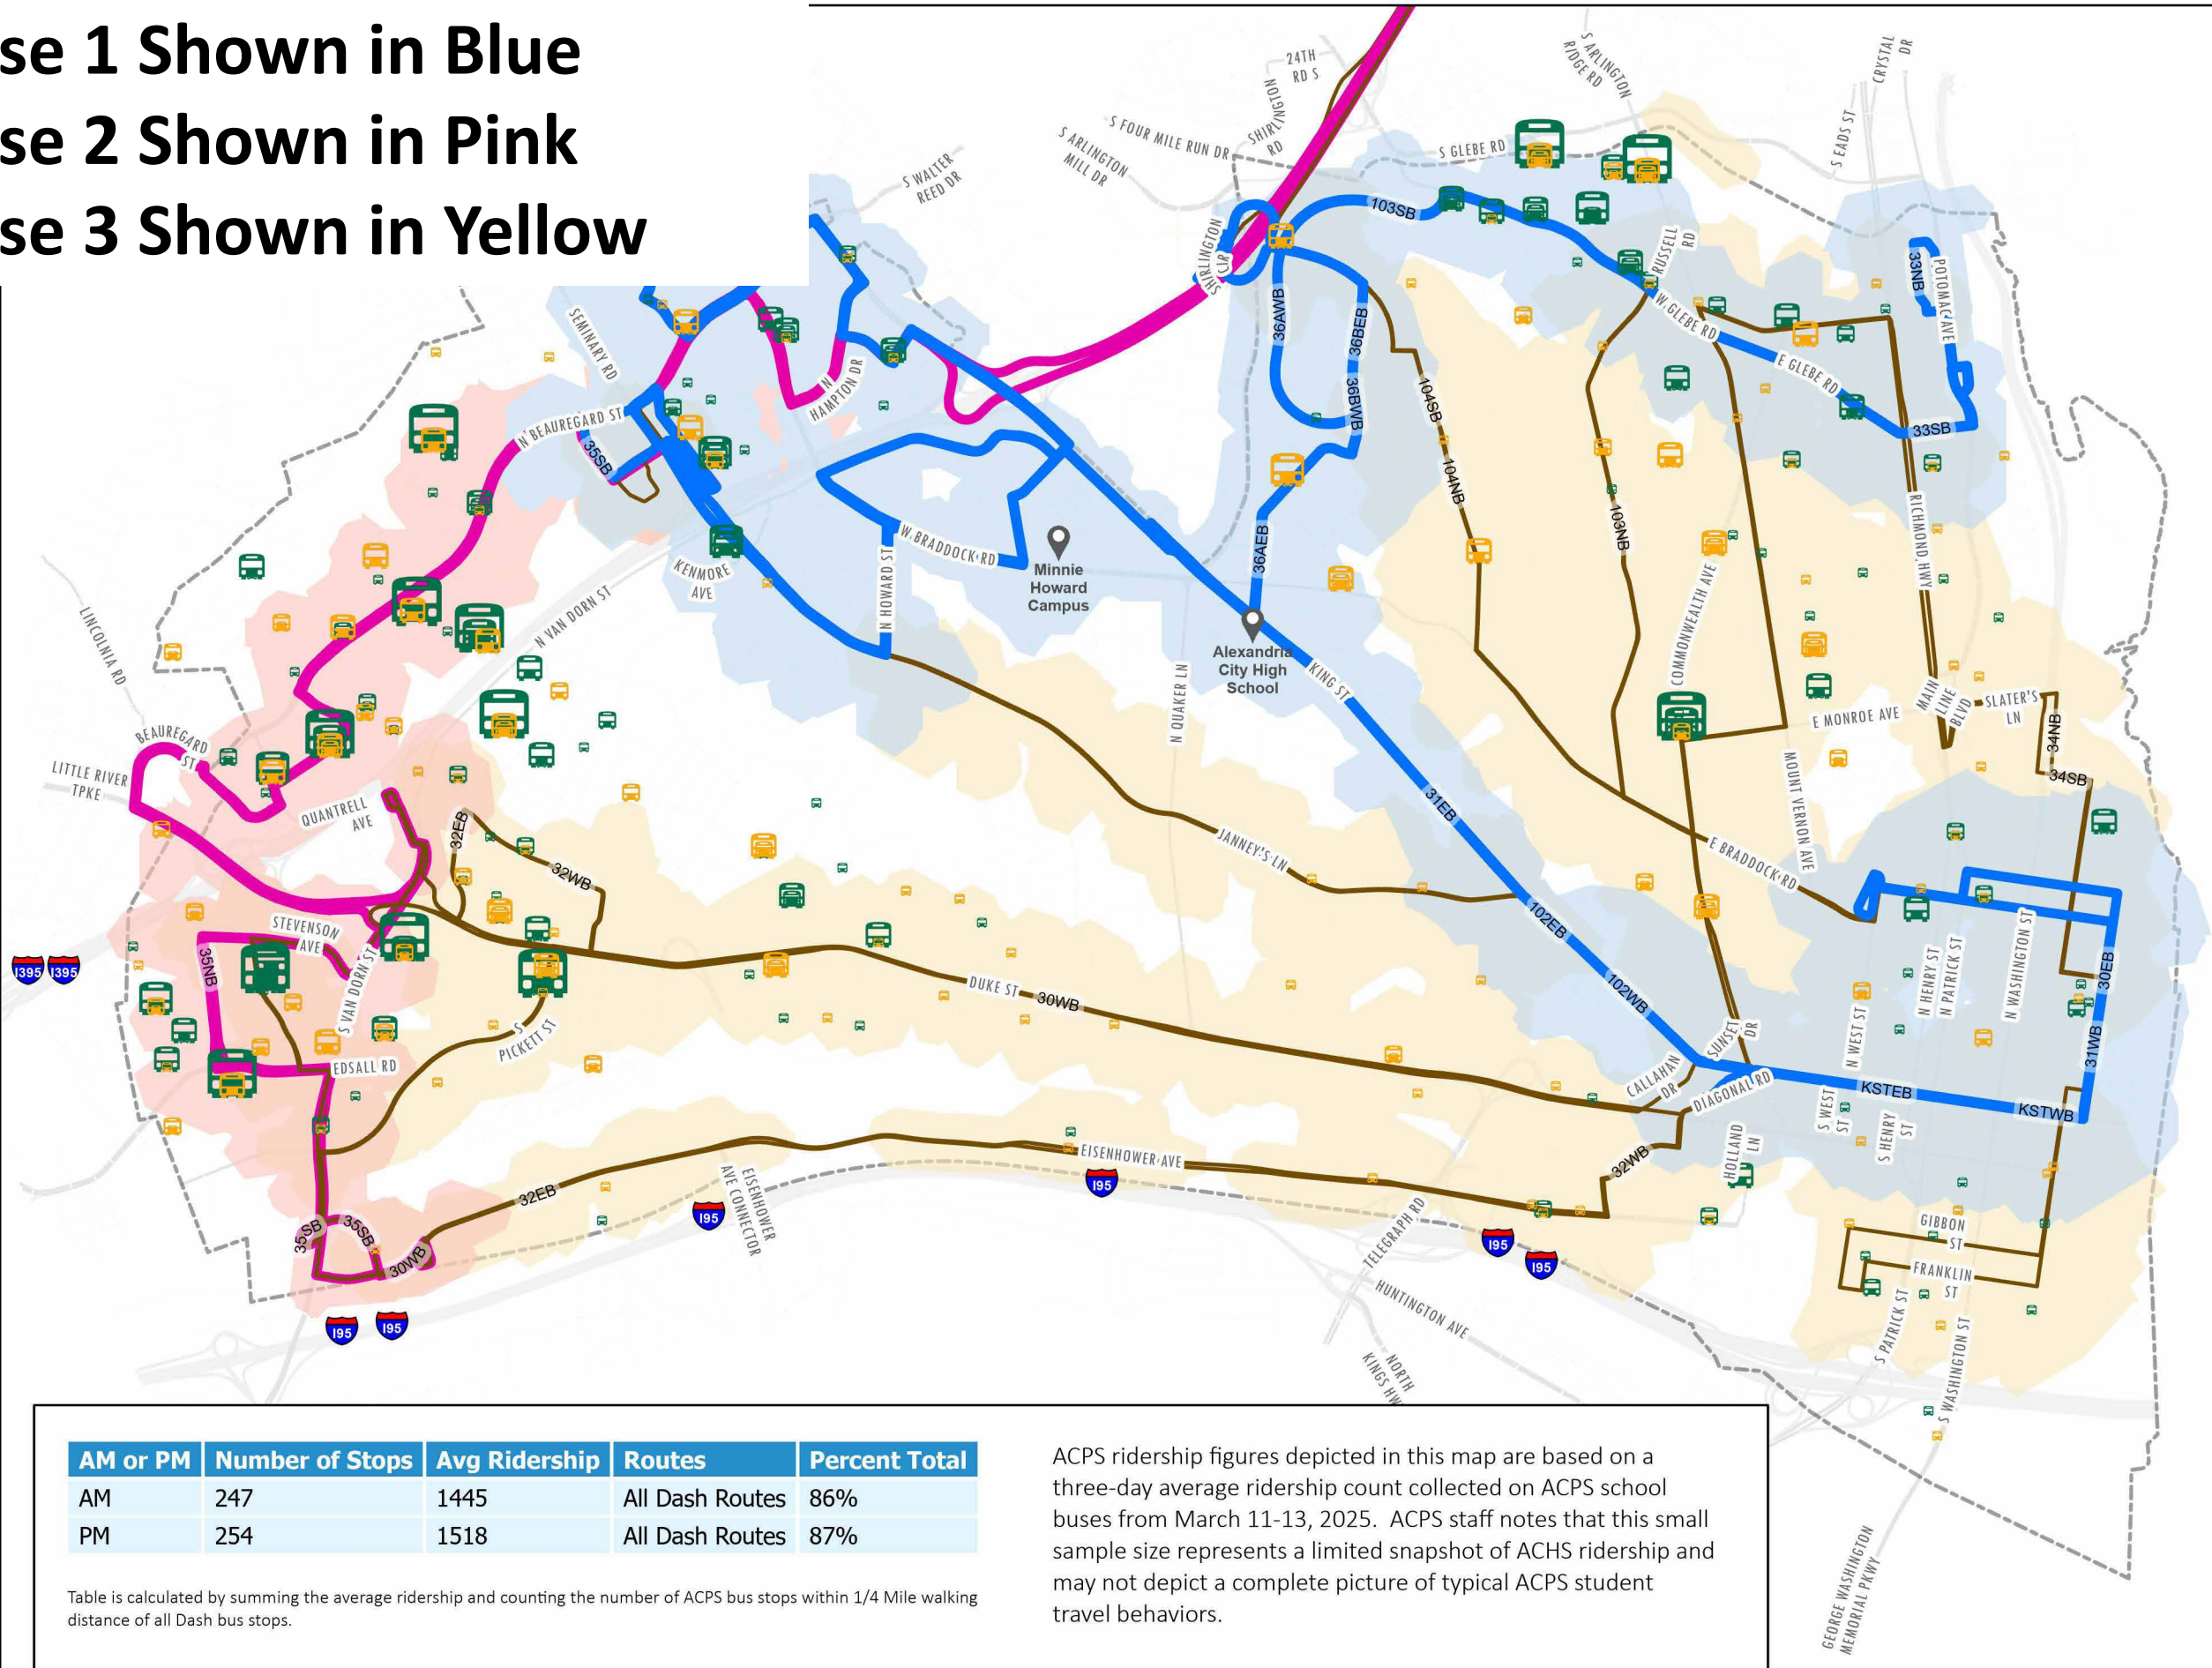 se 1 Shown in Blue
se 2 Shown in Pink
se 3 Shown in Yellow
24TH
RD S
S ARLINGTON
RIDGE RD
CRYSTAL
DR
S EADS ST
S FOUR MILE RUN DR
SHIRLINGTON
RD
S ARLINGTON
MILL DR
S WALTER
REED DR
S GLEBE RD
103SB
SHIRLINGTON
CIR
RUSSELL
RD
33NB
POTOMAC AVE
SEMINARY RD
36AWB
36BEB
W GLEBE RD
E GLEBE RD
N
HAMPTON DR
36BWB
104SB
33SB
N BEAUREGARD ST
35SB
104NB
103NB
RICHMOND HWY
W BRADDOCK RD
36AEB
KENMORE
AVE
N HOWARD ST
Minnie
Howard
Campus
COMMONWEALTH AVE
LINCOLNIA RD
N VAN DORN ST
Alexandria
City High
School
KING ST
N QUAKER LN
MAIN
LINE
BLVD
SLATER'S
LN
E MONROE AVE
34NB
34SB
BEAUREGARD
ST
LITTLE RIVER
TPKE
MOUNT VERNON AVE
QUANTRELL
AVE
31EB
32EB
JANNEY'S LN
E BRADDOCK RD
32WB
102EB
STEVENSON
AVE
35NB
N WASHINGTON ST
N HENRY ST
N PATRICK ST
30EB
I395
I395
S VAN DORN ST
DUKE ST
30WB
102WB
SUNSET
DR
N WEST ST
31WB
S
PICKETT ST
EDSALL RD
CALLAHAN
DR
DIAGONAL RD
KSTEB
KSTWB
S WEST
ST
S HENRY
ST
HOLLAND
LN
EISENHOWER AVE
32WB
I95
32EB
EISENHOWER
AVE CONNECTOR
I95
35SB
35SB
30WB
TELEGRAPH RD
I95
I95
GIBBON
ST
FRANKLIN
ST
HUNTINGTON AVE
S PATRICK ST
I95
I95
S WASHINGTON ST
NORTH
KINGS HWY
AM or PM Number of Stops Avg Ridership Routes Percent Total
AM 247 1445 All Dash Routes 86%
PM 254 1518 All Dash Routes 87%
Table is calculated by summing the average ridership and counting the number of ACPS bus stops within 1/4 Mile walking
distance of all Dash bus stops.
ACPS ridership figures depicted in this map are based on a
three-day average ridership count collected on ACPS school
buses from March 11-13, 2025.  ACPS staff notes that this small
sample size represents a limited snapshot of ACHS ridership and
may not depict a complete picture of typical ACPS student
travel behaviors.
GEORGE WASHINGTON
MEMORIAL PKWY